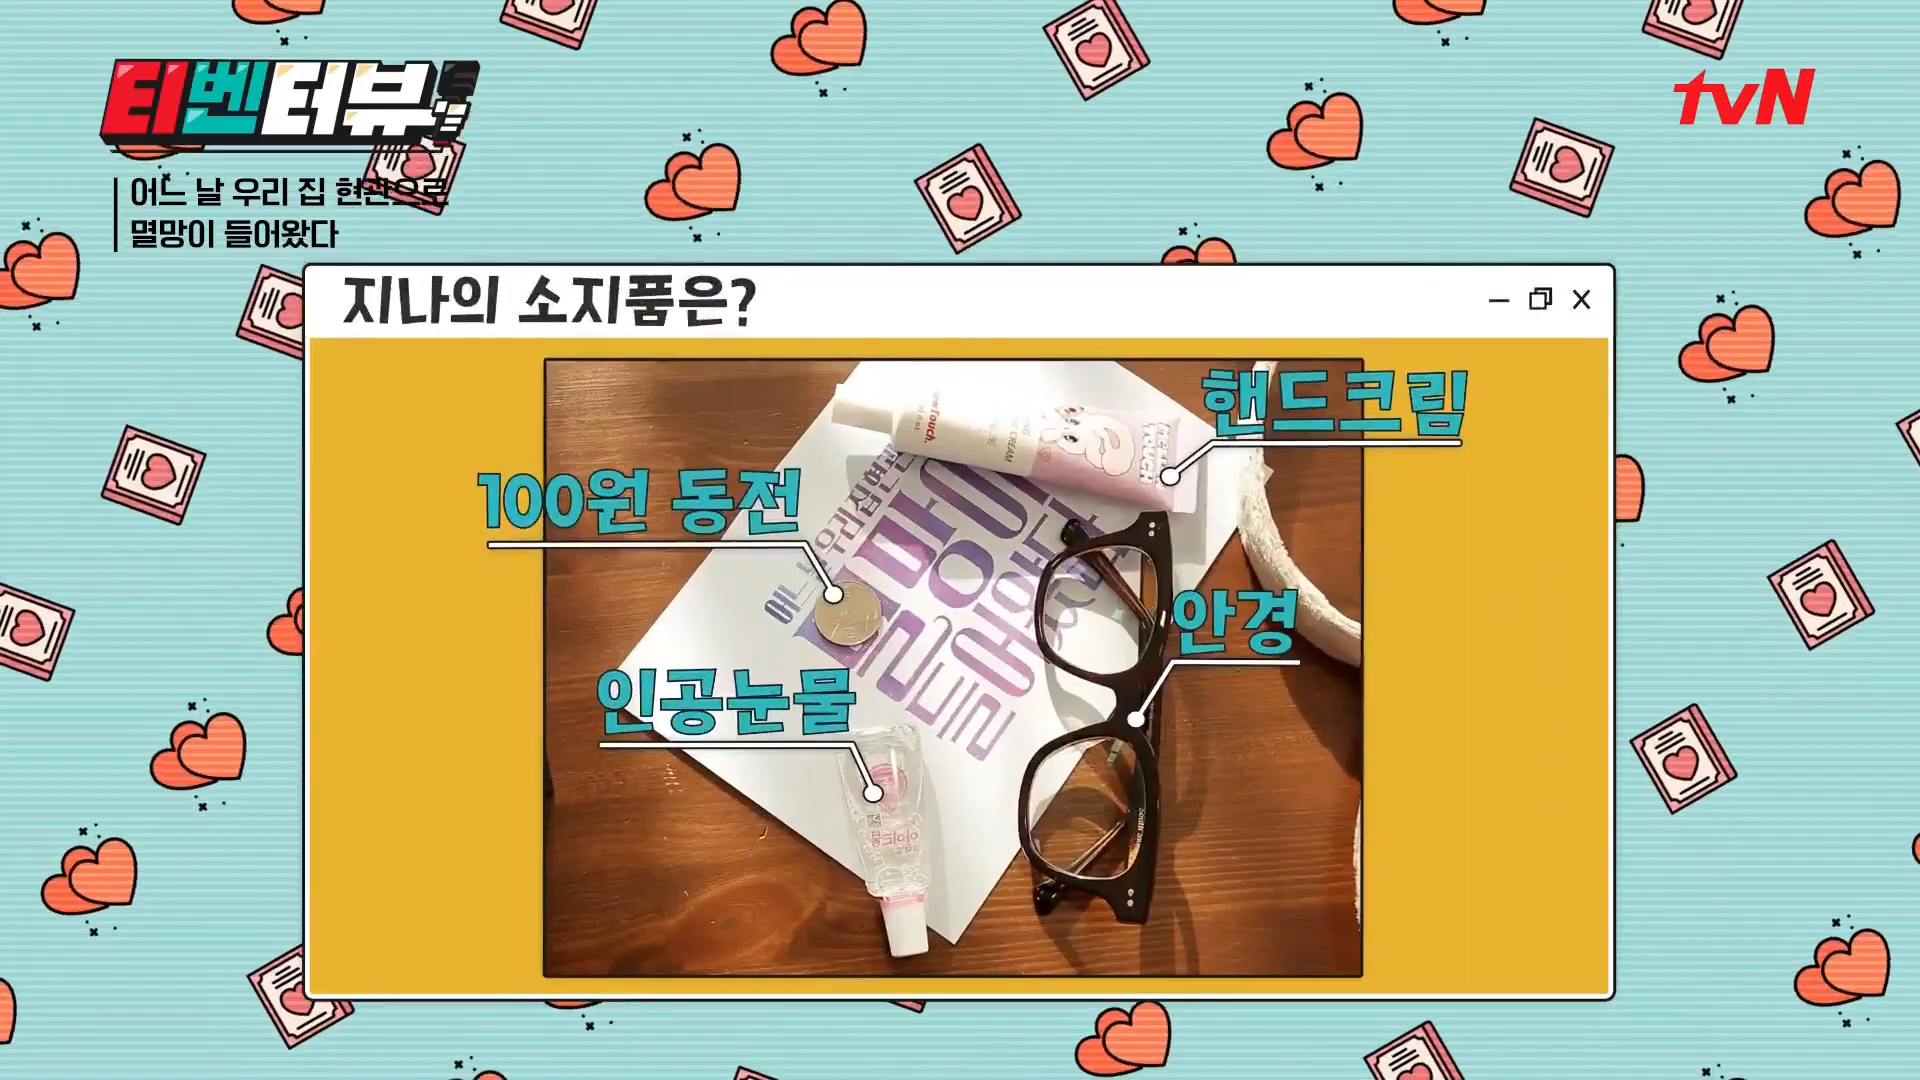 티벤터뷰
tvN
어느 날 우리 집 현관으로
멸망이 들어왔다
지나의 소지품은?
핸드크림
100원 동전
안경
인공눈물